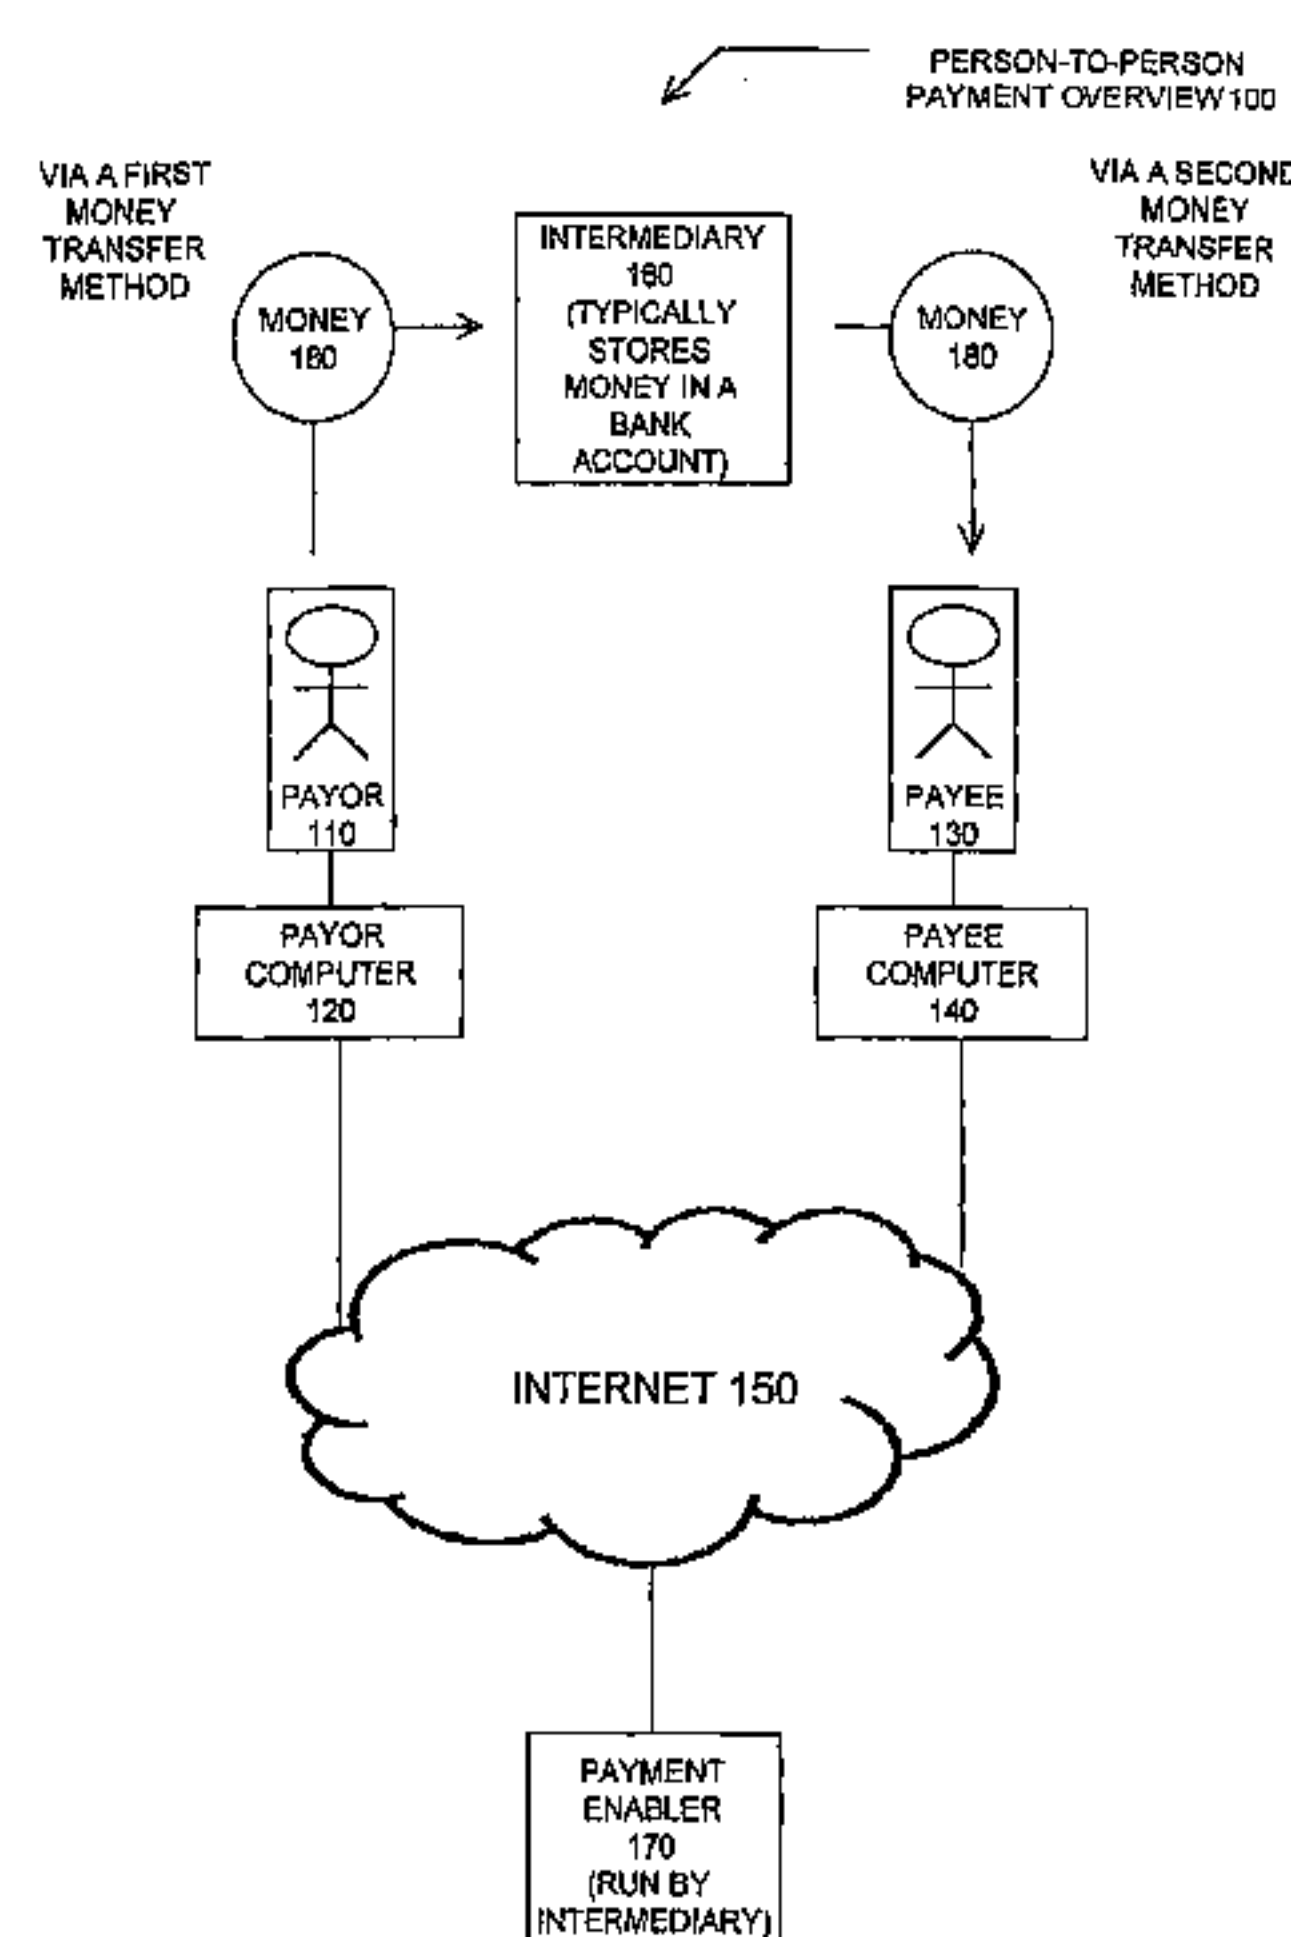 PERSON-TO-PERSON
PAYMENT OVERVIEW 100
VIA A FIRST
MONEY
TRANSFER
METHOD
VIA A SECOND
MONEY
TRANSFER
METHOD
MONEY
180
INTERMEDIARY
160
(TYPICALLY
STORES
MONEY IN A
BANK
ACCOUNT)
MONEY
180
PAYOR
110
PAYEE
130
PAYOR
COMPUTER
120
PAYEE
COMPUTER
140
INTERNET 150
PAYMENT
ENABLER
170
(RUN BY
INTERMEDIARY)